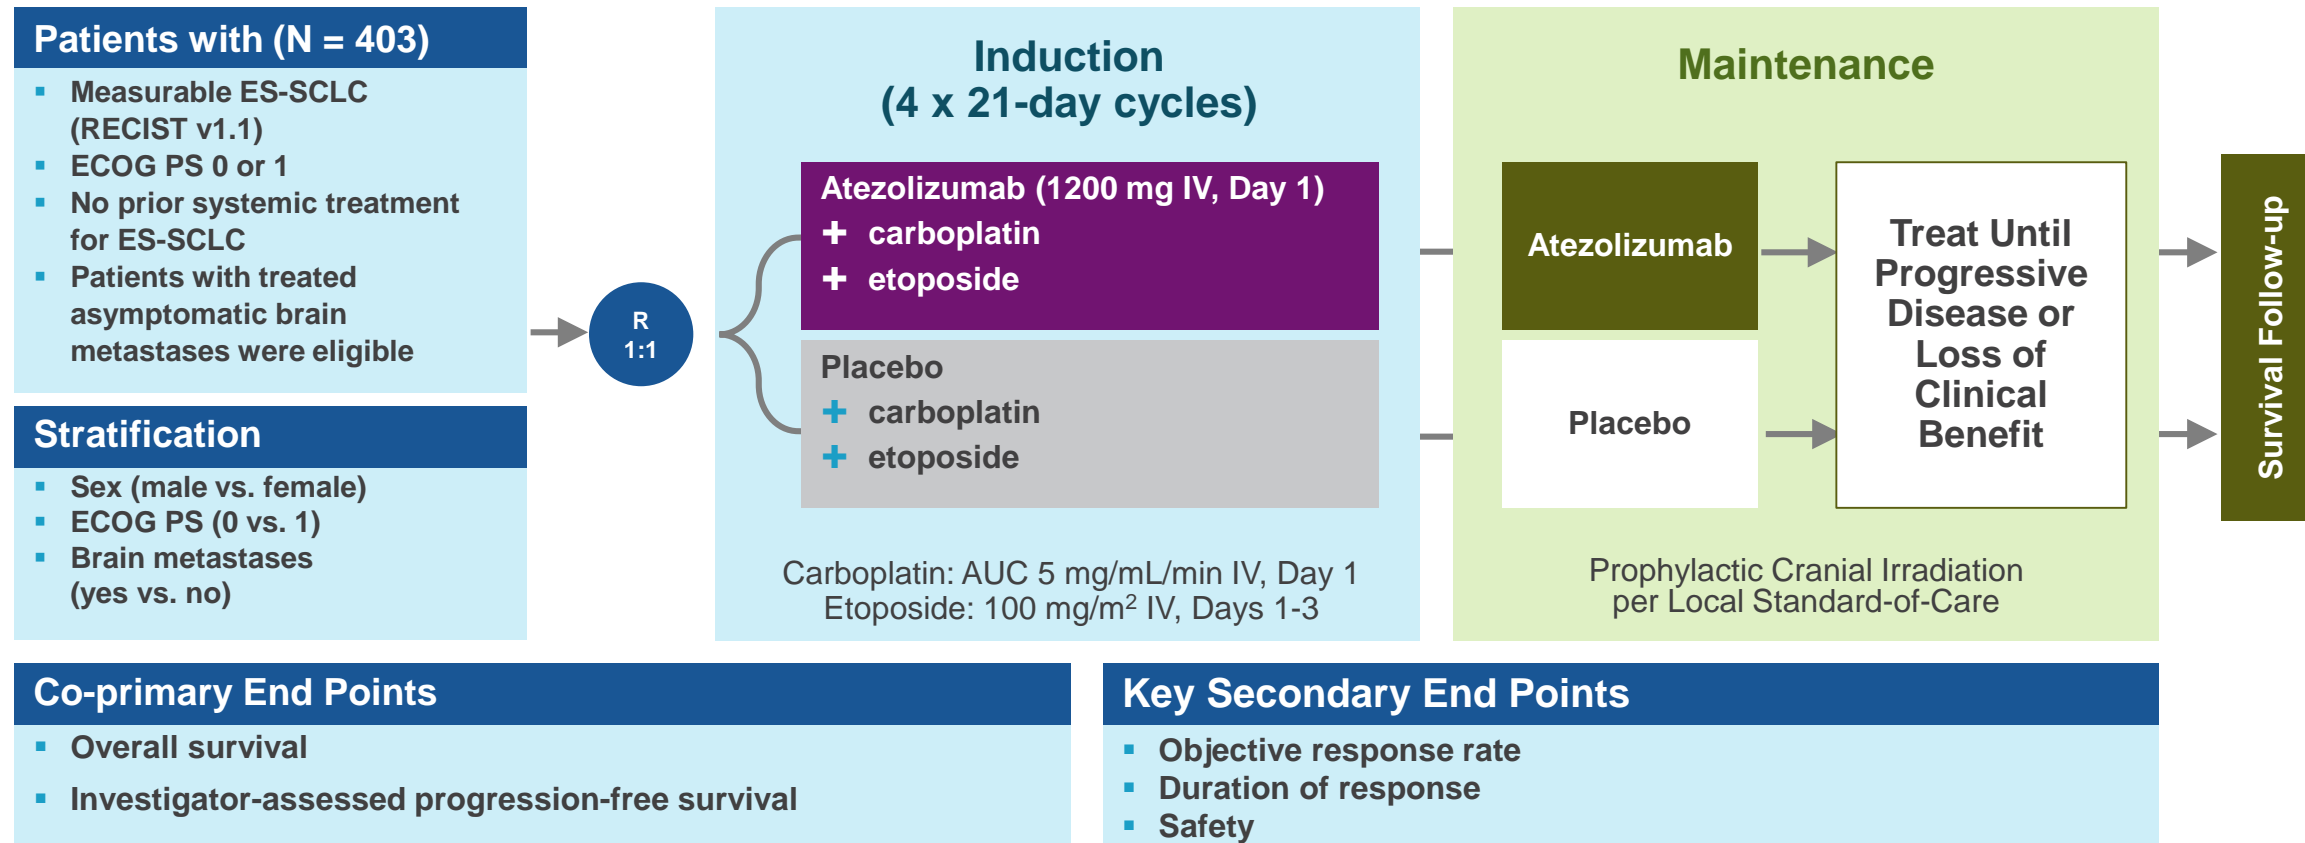 Patients with (N = 403)
▪ Measurable ES-SCLC
(RECIST v1.1)
▪ ECOG PS 0 or 1
▪ No prior systemic treatment
for ES-SCLC
▪ Patients with treated
asymptomatic brain
metastases were eligible
Stratification
▪ Sex (male vs. female)
▪ ECOG PS (0 vs. 1)
▪ Brain metastases
(yes vs. no)
R
1:1
Induction
(4 x 21-day cycles)
Atezolizumab (1200 mg IV, Day 1)
+ carboplatin
+ etoposide
Placebo
+ carboplatin
+ etoposide
Carboplatin: AUC 5 mg/mL/min IV, Day 1
Etoposide: 100 mg/m² IV, Days 1-3
Maintenance
Atezolizumab
Placebo
Treat Until
Progressive
Disease or
Loss of
Clinical
Benefit
Prophylactic Cranial Irradiation
per Local Standard-of-Care
Survival Follow-up
Co-primary End Points
▪ Overall survival
▪ Investigator-assessed progression-free survival
Key Secondary End Points
▪ Objective response rate
▪ Duration of response
▪ Safety